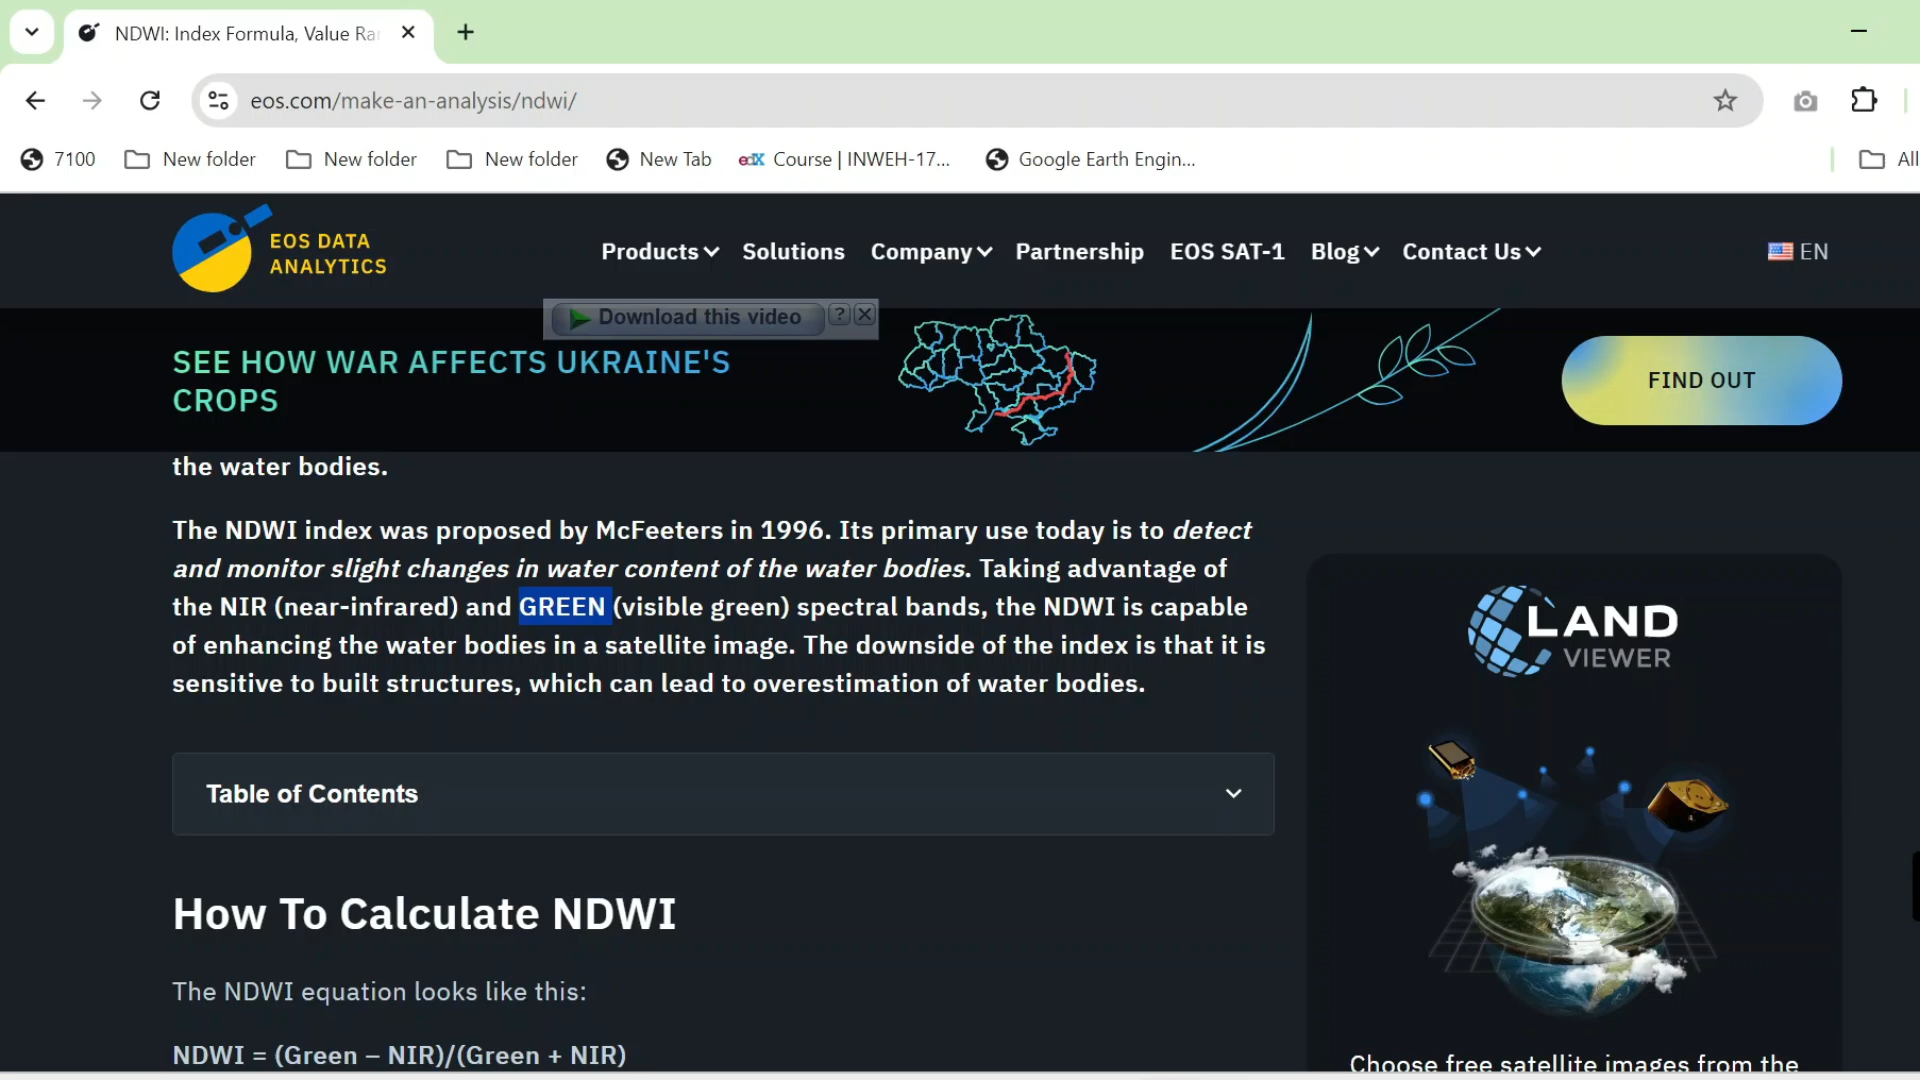 NDWI: Index Formula, Value Ra
eos.com/make-an-analysis/ndwi/
7100
New folder
New folder
New folder
New Tab
edX Course | INWEH-17...
Google Earth Engin...
All
EOS DATA
ANALYTICS
Products
Solutions
Company
Partnership
EOS SAT-1
Blog
Contact Us
EN
Download this video ?
SEE HOW WAR AFFECTS UKRAINE'S
CROPS
FIND OUT
the water bodies.
The NDWI index was proposed by McFeeters in 1996. Its primary use today is to detect
and monitor slight changes in water content of the water bodies. Taking advantage of
the NIR (near-infrared) and GREEN (visible green) spectral bands, the NDWI is capable
of enhancing the water bodies in a satellite image. The downside of the index is that it is
sensitive to built structures, which can lead to overestimation of water bodies.
LAND
VIEWER
Table of Contents
How To Calculate NDWI
The NDWI equation looks like this:
NDWI = (Green – NIR)/(Green + NIR)
Choose free satellite images from the